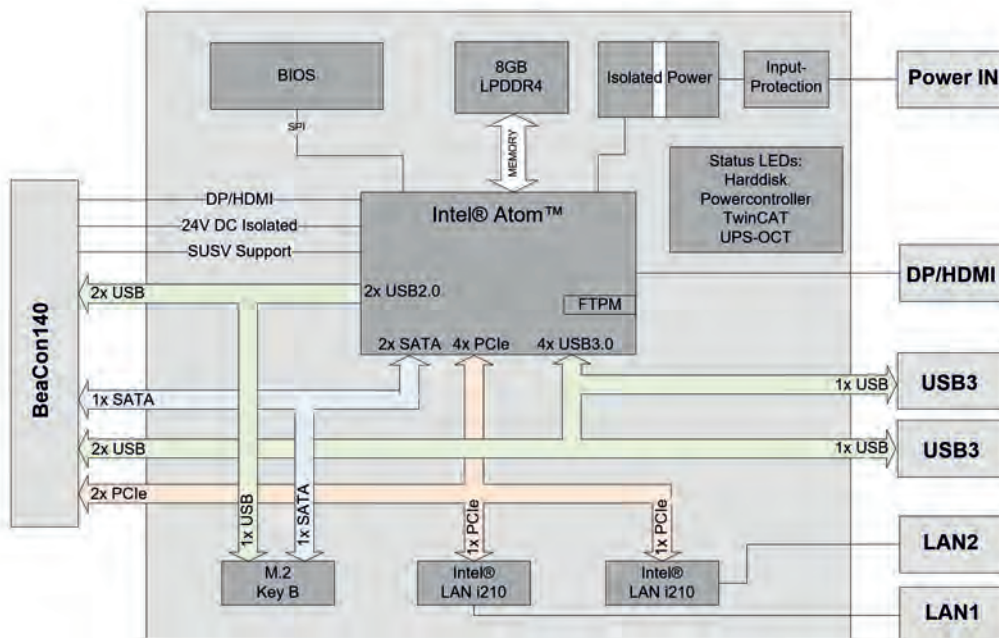 BIOS
SPI
8GB
LPDDR4
MEMORY
Isolated Power
Input-
Protection
Power IN
Status LEDs:
Harddisk
Powercontroller
TwinCAT
UPS-OCT
BeaCon140
DP/HDMI
24V DC Isolated
SUSV Support
2x USB
Intel® Atom™
2x USB2.0
FTPM
2x SATA
4x PCIe
4x USB3.0
DP/HDMI
1x SATA
1x USB
USB3
2x USB
1x USB
USB3
2x PCIe
1x USB
1x SATA
1x PCIe
1x PCIe
M.2
Key B
Intel®
LAN i210
Intel®
LAN i210
LAN2
LAN1